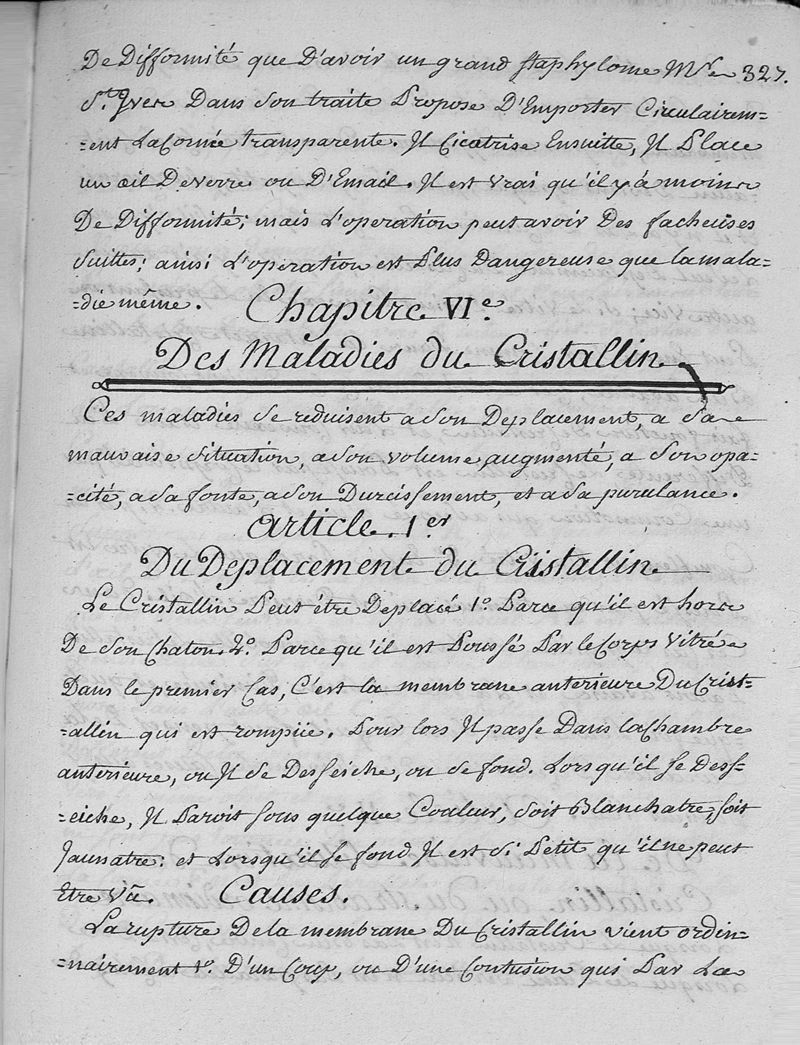 De Difformité que D'avoir un grand staphylome Mr. 327.
St. Yves Dans son traité Propose D'Emporter Circulairem=
=ent La Cornée transparente. Il Cicatrise Ensuitte, Il Place
un œil De verre ou D'Email. Il est vrai qu'il y a moins
De Difformité; mais L'operation peut avoir Des facheuses
Suittes; ainsi L'operation est Plus Dangereuse que la mala=
=die même. Chapitre VIe.
Des Maladies du Cristallin.
Ces maladies se reduisent a son Deplacement, a Sa
mauvaise situation, a son volume augmenté, a Son opa=
=cité, a Sa fonte, a son Durcissement, et a Sa purulance.
Article. 1er
Du Deplacement du Cristallin.
Le Cristallin Peut être Deplacé 1º. Parce qu'il est hors
De son Chaton. 2º. Parce qu'il est Poussé Par le Corps Vitré
Dans le premier Cas, C'est la membrane anterieure Du Crist=
=allin qui est rompüe. Pour lors Il passe Dans la Chambre
anterieure, ou Il se Desseiche, ou se fond. Lorsqu'il se Dess=
=eiche, Il Paroit sous quelque Couleur, soit Blanchatre, soit
Jaunatre: et Lorsqu'il se fond Il est si Petit qu'il ne peut
Etre Vû. Causes.
La rupture De la membrane Du Cristallin vient ordin=
=nairement 1º. D'un Coup, ou D'une Contusion qui Par La